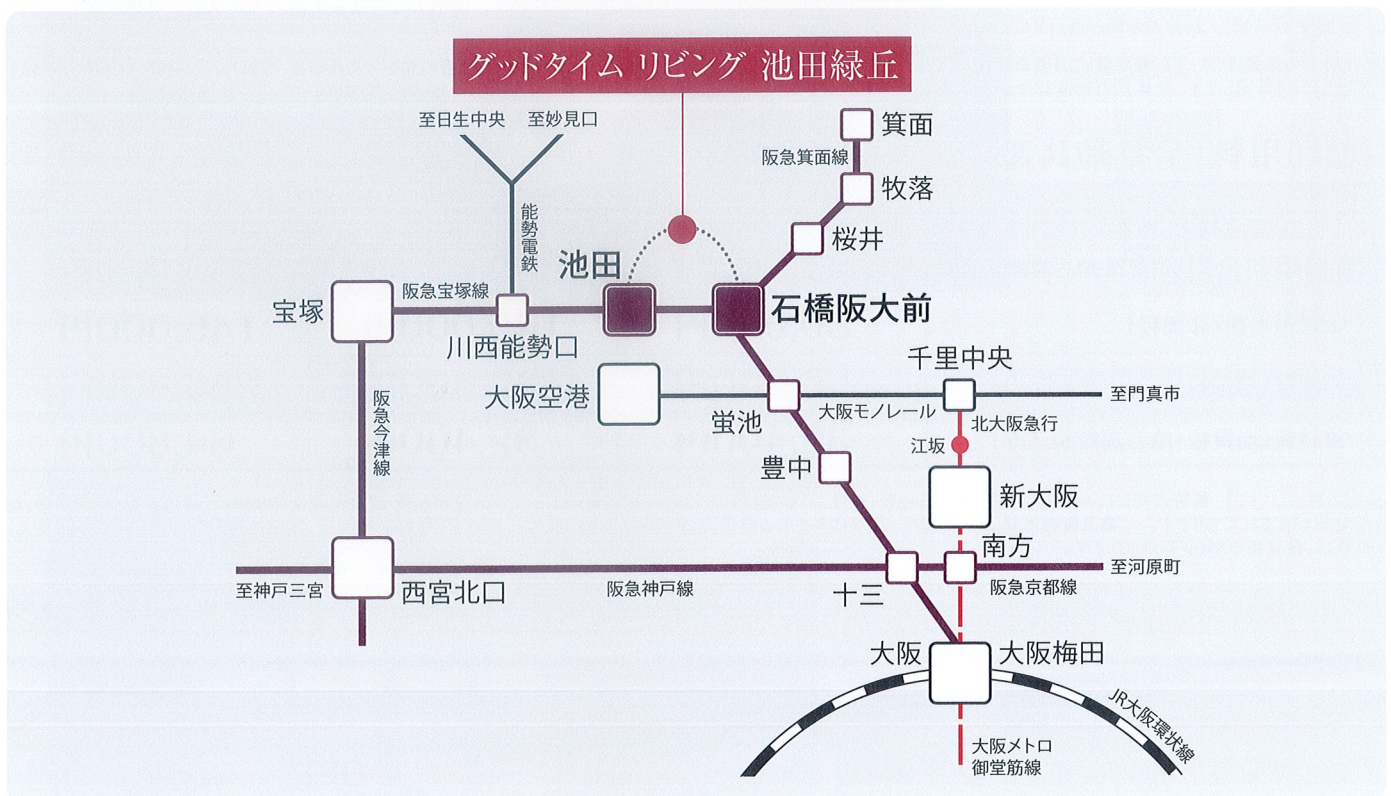 グッドタイム リビング 池田緑丘
至日生中央
至妙見口
箕面
阪急箕面線
牧落
能勢電鉄
桜井
池田
宝塚
阪急宝塚線
石橋阪大前
川西能勢口
千里中央
大阪空港
至門真市
大阪モノレール
蛍池
北大阪急行
阪急今津線
江坂
豊中
新大阪
南方
至河原町
至神戸三宮
西宮北口
阪急神戸線
十三
阪急京都線
大阪
大阪梅田
JR大阪環状線
大阪メトロ
御堂筋線